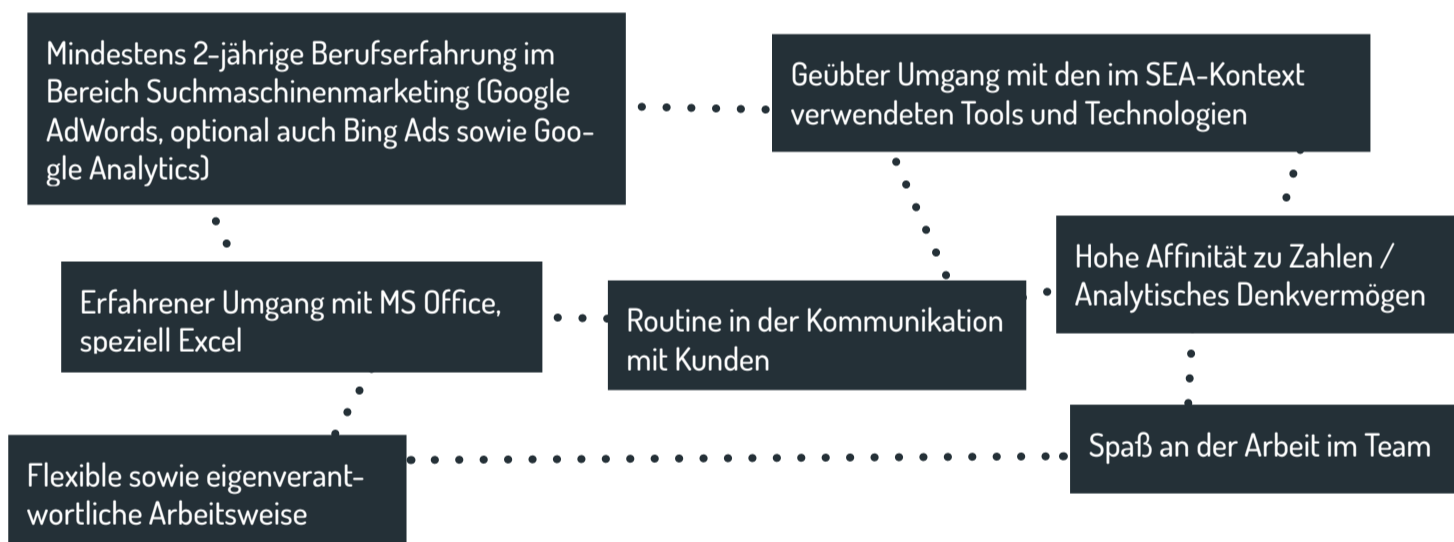 Mindestens 2-jährige Berufserfahrung im
Bereich Suchmaschinenmarketing (Google
AdWords, optional auch Bing Ads sowie Goo-
gle Analytics)
Geübter Umgang mit den im SEA-Kontext
verwendeten Tools und Technologien
Erfahrener Umgang mit MS Office,
speziell Excel
Routine in der Kommunikation
mit Kunden
Hohe Affinität zu Zahlen /
Analytisches Denkvermögen
Flexible sowie eigenverant-
wortliche Arbeitsweise
Spaß an der Arbeit im Team